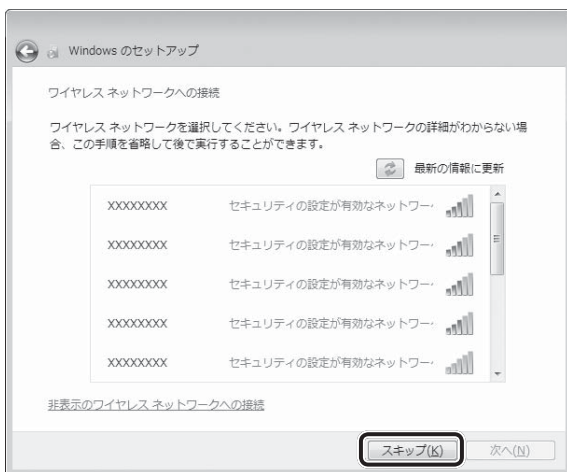 Windows のセットアップ
ワイヤレス ネットワークへの接続
ワイヤレス ネットワークを選択してください。ワイヤレス ネットワークの詳細がわからない場
合、この手順を省略して後で実行することができます。
最新の情報に更新
XXXXXXXX セキュリティの設定が有効なネットワー
XXXXXXXX セキュリティの設定が有効なネットワー
XXXXXXXX セキュリティの設定が有効なネットワー
XXXXXXXX セキュリティの設定が有効なネットワー
XXXXXXXX セキュリティの設定が有効なネットワー
非表示のワイヤレス ネットワークへの接続
スキップ(K) 次へ(N)